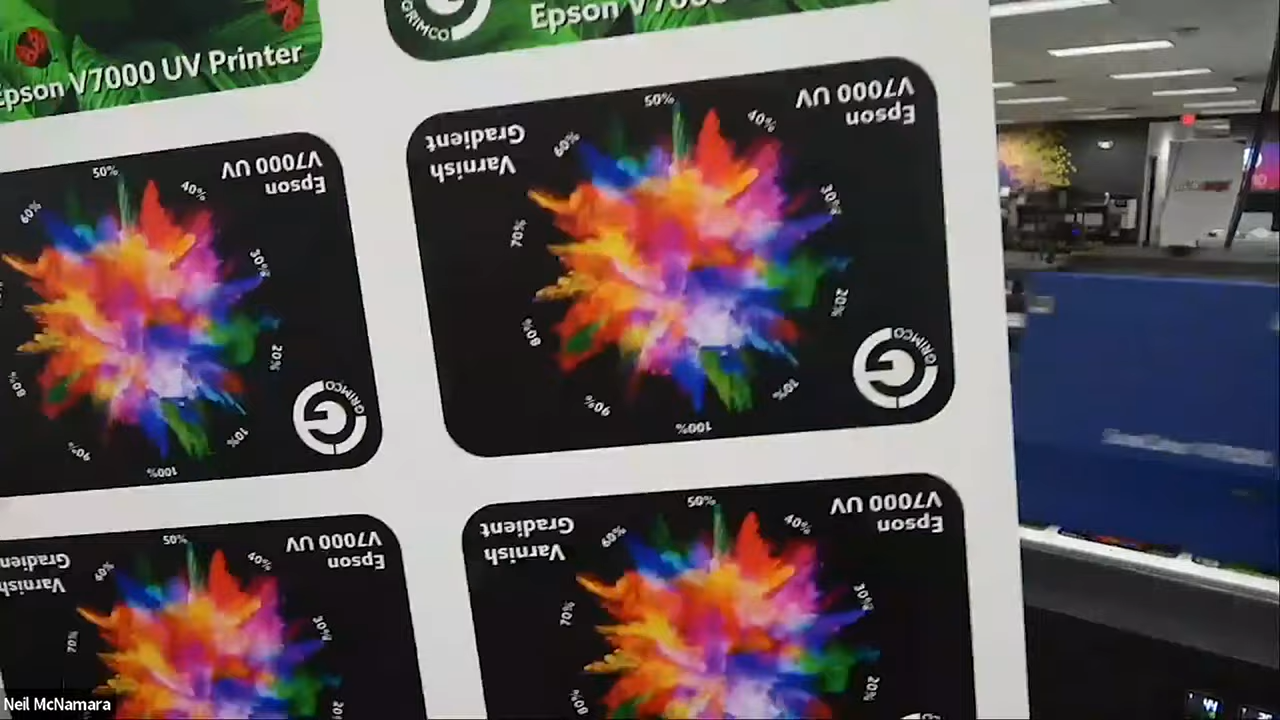 Epson V7000 UV Printer
GRIMCO
Epson V7000
Epson
V7000 UV
10%
20%
30%
40%
50%
60%
80%
90%
100%
GRIMCO
Epson
V7000 UV
Varnish
Gradient
10%
20%
30%
40%
50%
60%
70%
80%
90%
100%
GRIMCO
Epson
V7000 UV
Varnish
Gradient
20%
30%
40%
50%
60%
70%
Epson
V7000 UV
Varnish
Gradient
20%
30%
40%
50%
60%
70%
80%
Neil McNamara